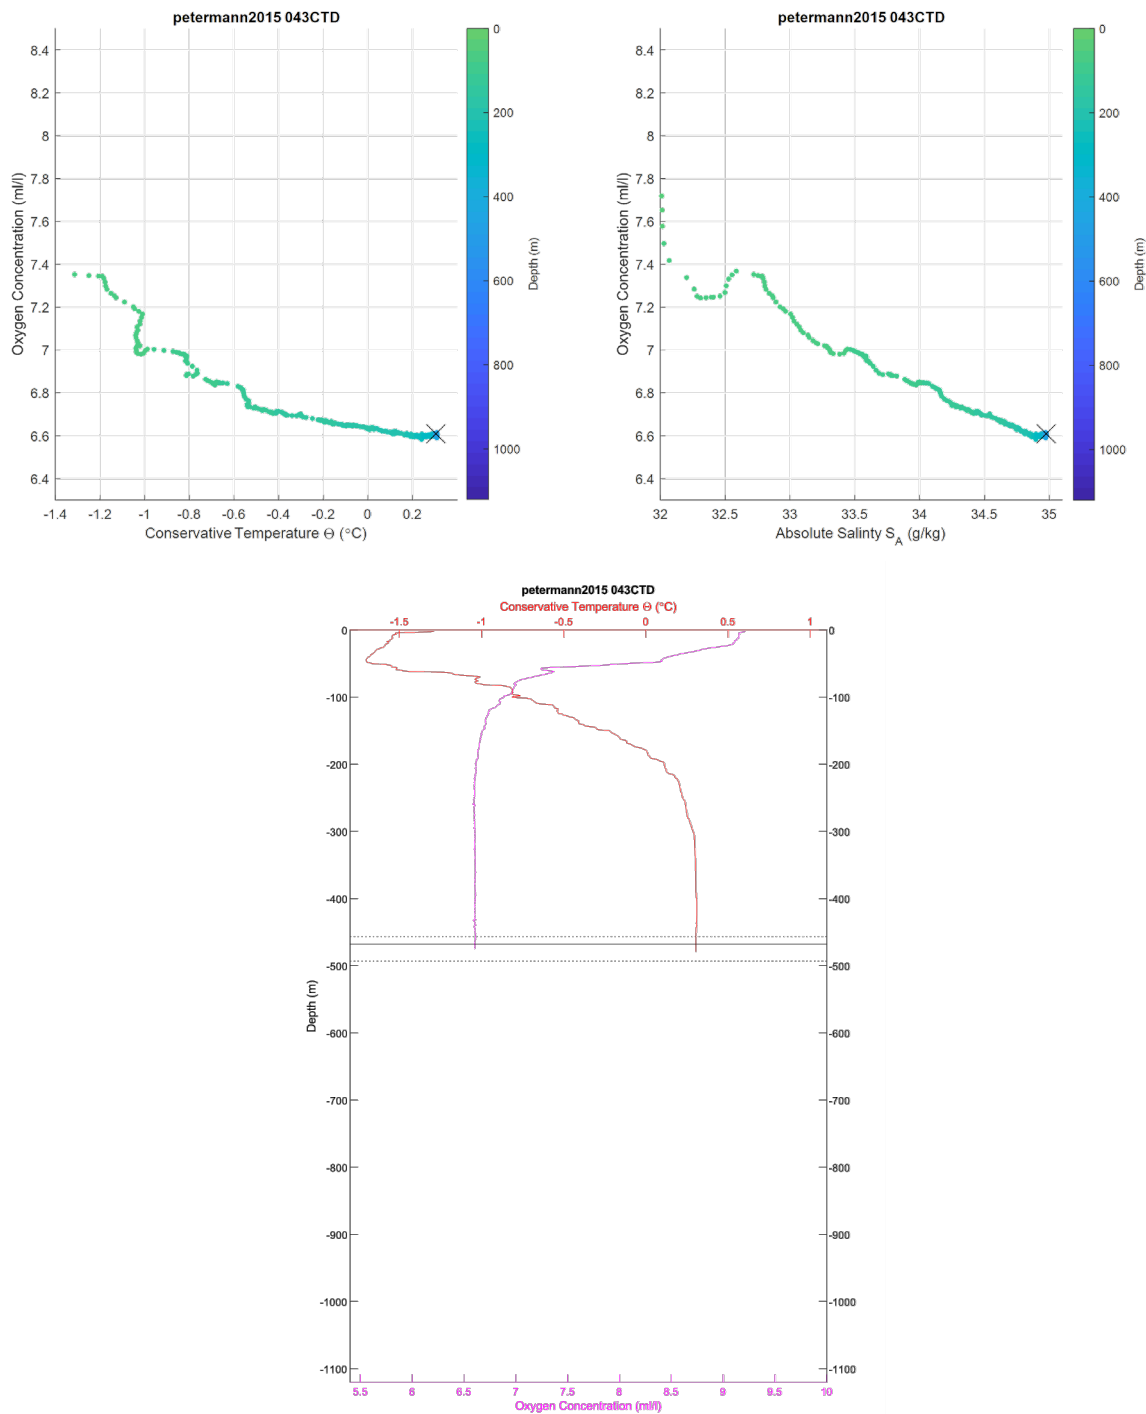 petermann2015 043CTD
8.4
8.2
8
7.8
7.6
7.4
7.2
7
6.8
6.6
6.4
Oxygen Concentration (ml/l)
-1.4 -1.2 -1 -0.8 -0.6 -0.4 -0.2 0 0.2
Conservative Temperature Θ (°C)
0
200
400
600
800
1000
Depth (m)
petermann2015 043CTD
8.4
8.2
8
7.8
7.6
7.4
7.2
7
6.8
6.6
6.4
Oxygen Concentration (ml/l)
32 32.5 33 33.5 34 34.5 35
Absolute Salinty S_A (g/kg)
0
200
400
600
800
1000
Depth (m)
petermann2015 043CTD
Conservative Temperature Θ (°C)
-1.5 -1 -0.5 0 0.5 1
0 0
-100 -100
-200 -200
-300 -300
-400 -400
-500 -500
-600 -600
-700 -700
-800 -800
-900 -900
-1000 -1000
-1100 -1100
Depth (m)
5.5 6 6.5 7 7.5 8 8.5 9 9.5 10
Oxygen Concentration (ml/l)